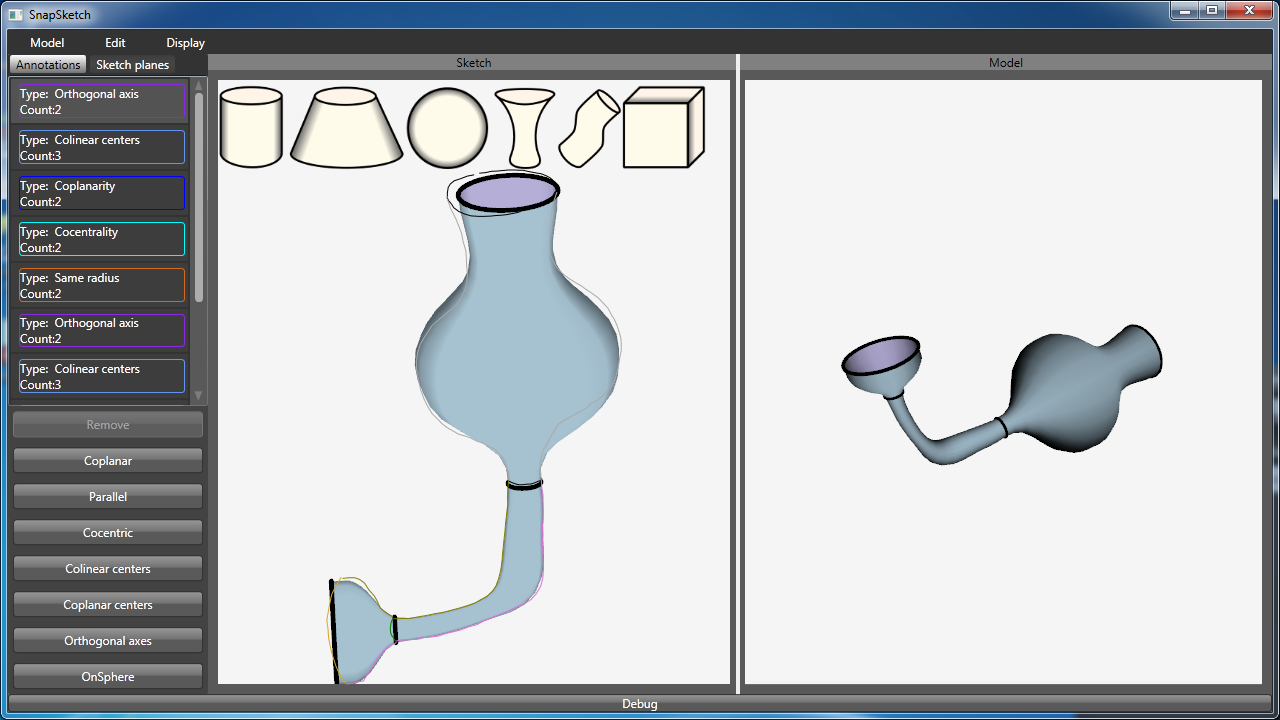 SnapSketch
Model Edit Display
Annotations Sketch planes
Sketch
Model
Type: Orthogonal axis
Count:2
Type: Colinear centers
Count:3
Type: Coplanarity
Count:2
Type: Cocentrality
Count:2
Type: Same radius
Count:2
Type: Orthogonal axis
Count:2
Type: Colinear centers
Count:3
Remove
Coplanar
Parallel
Cocentric
Colinear centers
Coplanar centers
Orthogonal axes
OnSphere
Debug